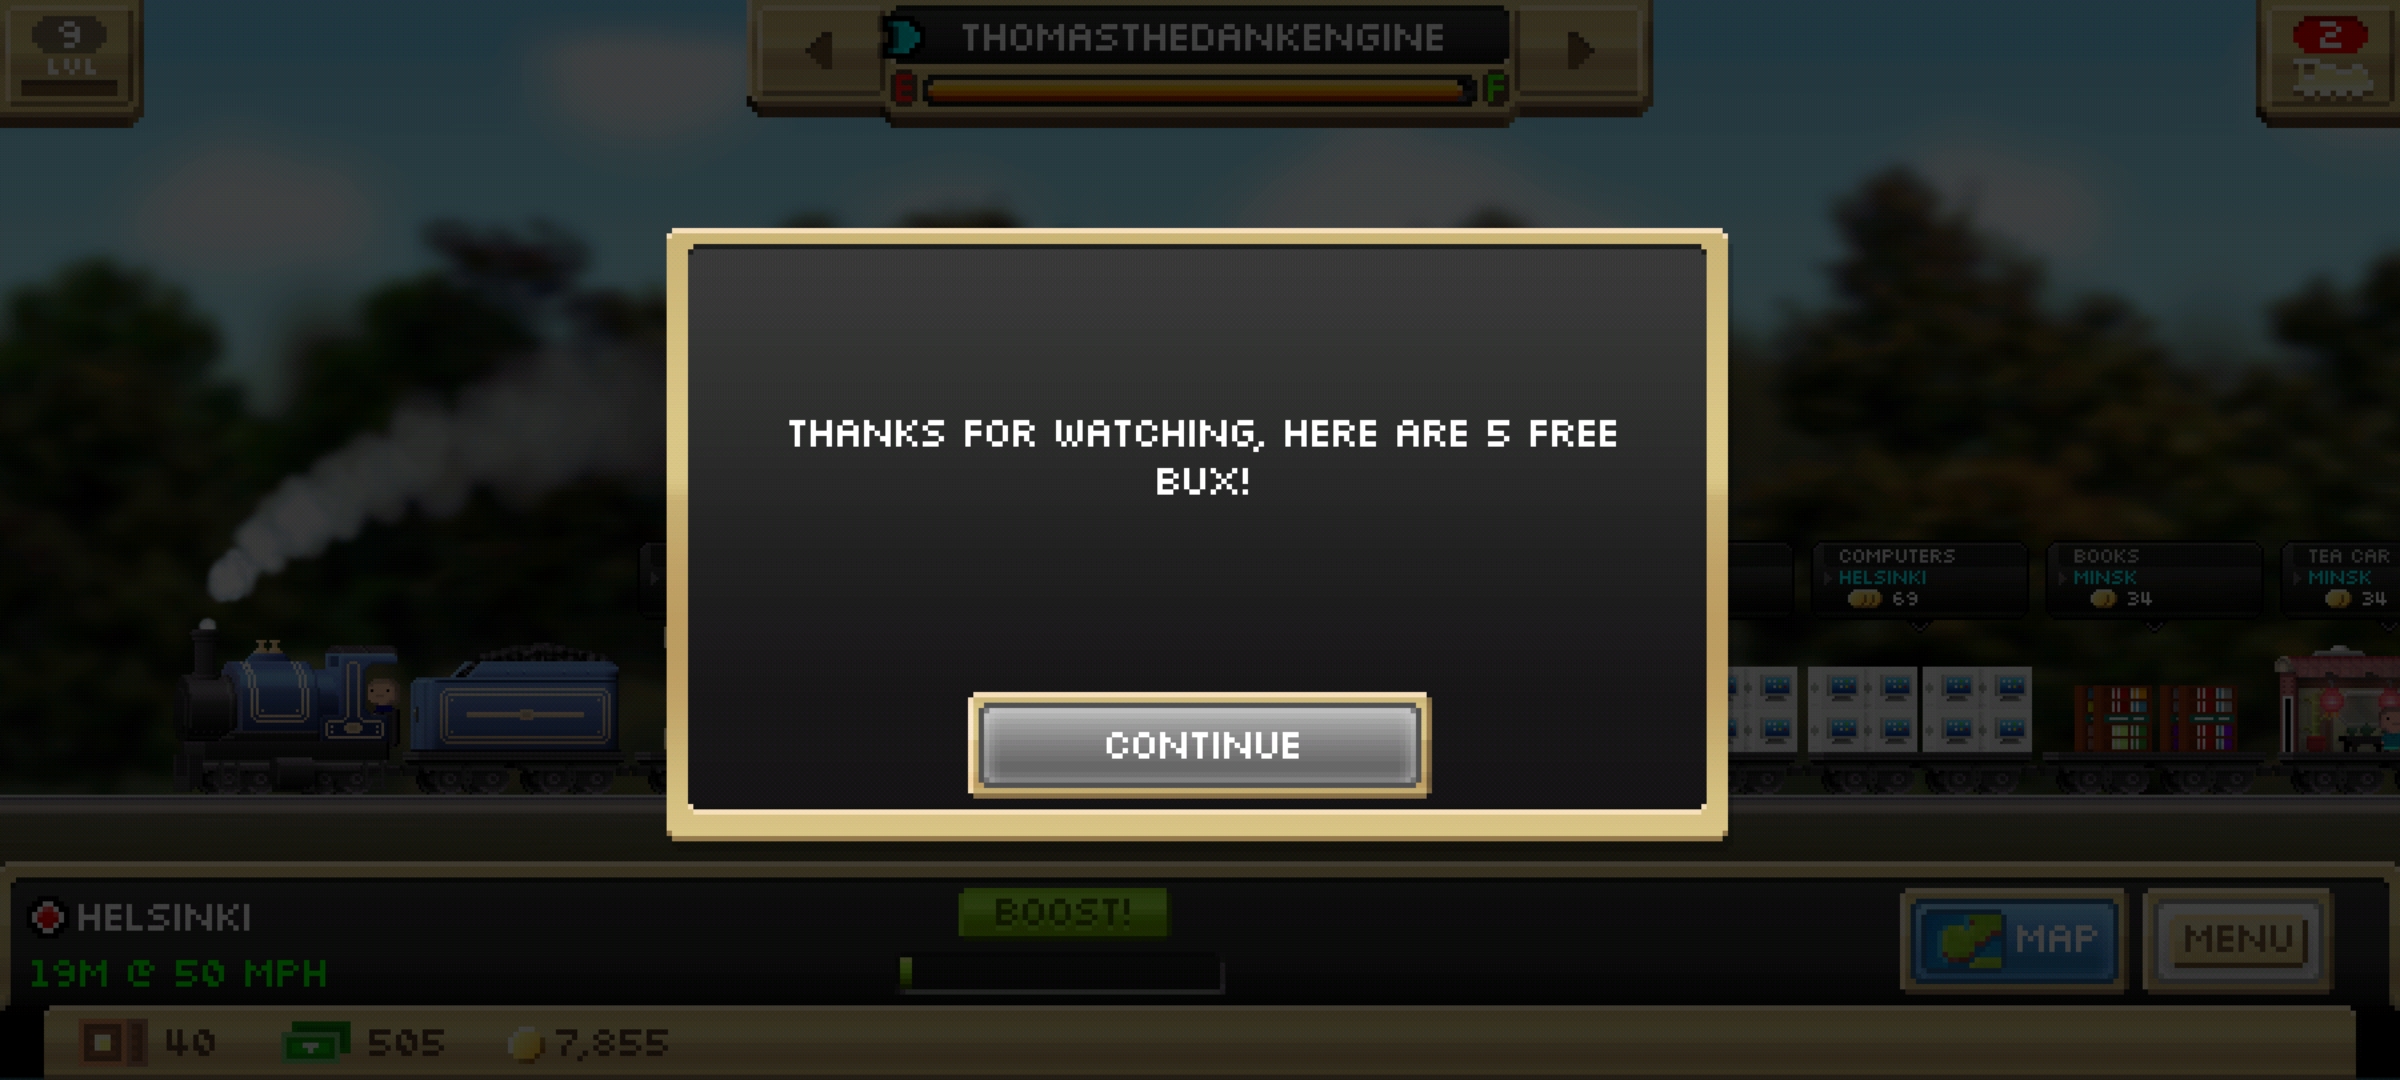 9
LVL
THOMASTHEDANKENGINE
E
F
2
THANKS FOR WATCHING, HERE ARE 5 FREE
BUX!
CONTINUE
COMPUTERS
HELSINKI
69
BOOKS
MINSK
34
TEA CAR
MINSK
34
HELSINKI
19M @ 50 MPH
BOOST!
MAP
MENU
40
505
7,855